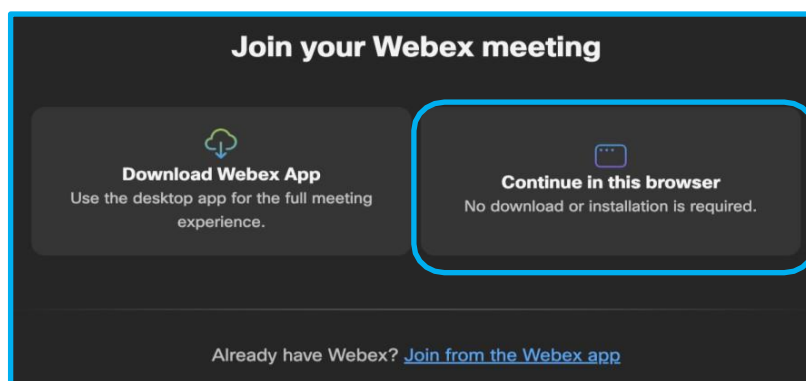 Join your Webex meeting
Download Webex App
Use the desktop app for the full meeting
experience.
Continue in this browser
No download or installation is required.
Already have Webex? Join from the Webex app